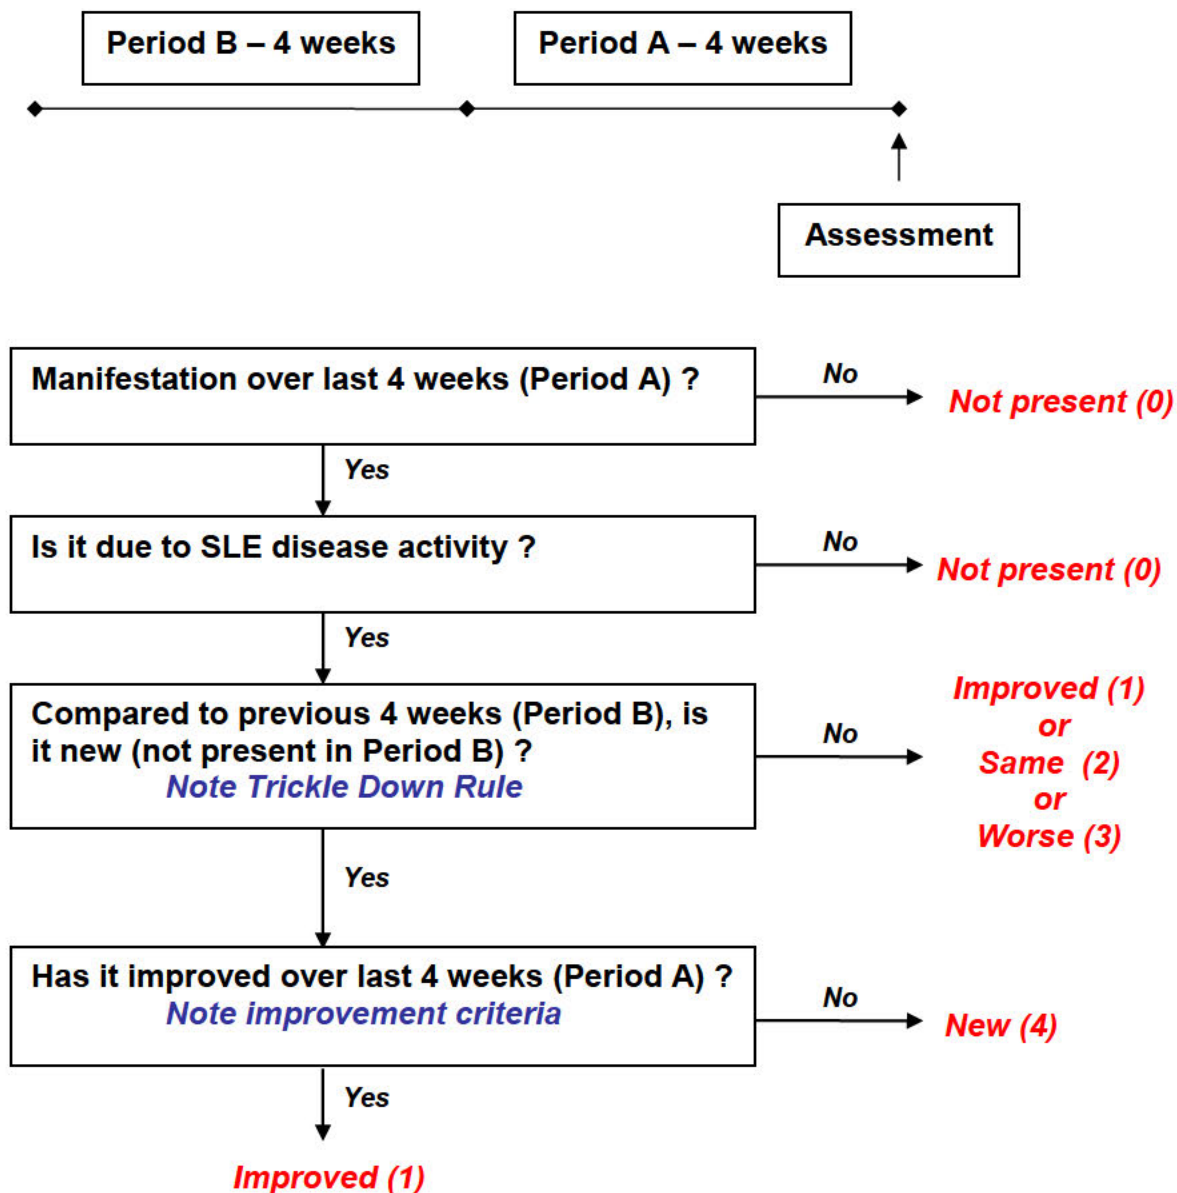 Period B – 4 weeks
Period A – 4 weeks
Assessment
Manifestation over last 4 weeks (Period A) ?
No
Not present (0)
Yes
Is it due to SLE disease activity ?
No
Not present (0)
Yes
Compared to previous 4 weeks (Period B), is
it new (not present in Period B) ?
Note Trickle Down Rule
No
Improved (1)
or
Same (2)
or
Worse (3)
Yes
Has it improved over last 4 weeks (Period A) ?
Note improvement criteria
No
New (4)
Yes
Improved (1)